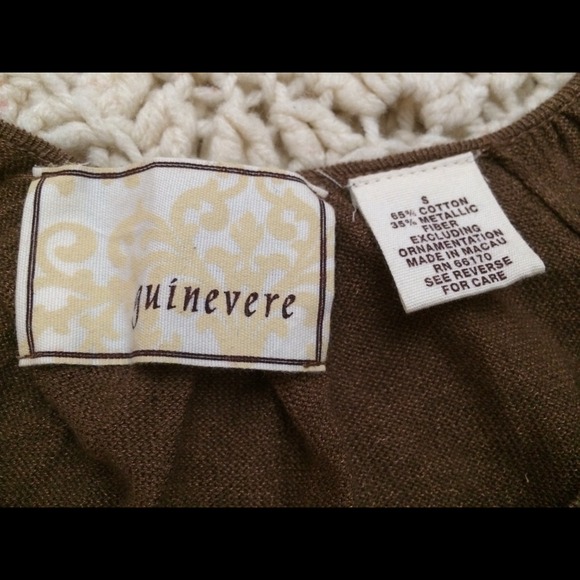 guinevere
S
65% COTTON
35% METALLIC
FIBER
EXCLUDING
ORNAMENTATION
MADE IN MACAU
RN 66170
SEE REVERSE
FOR CARE